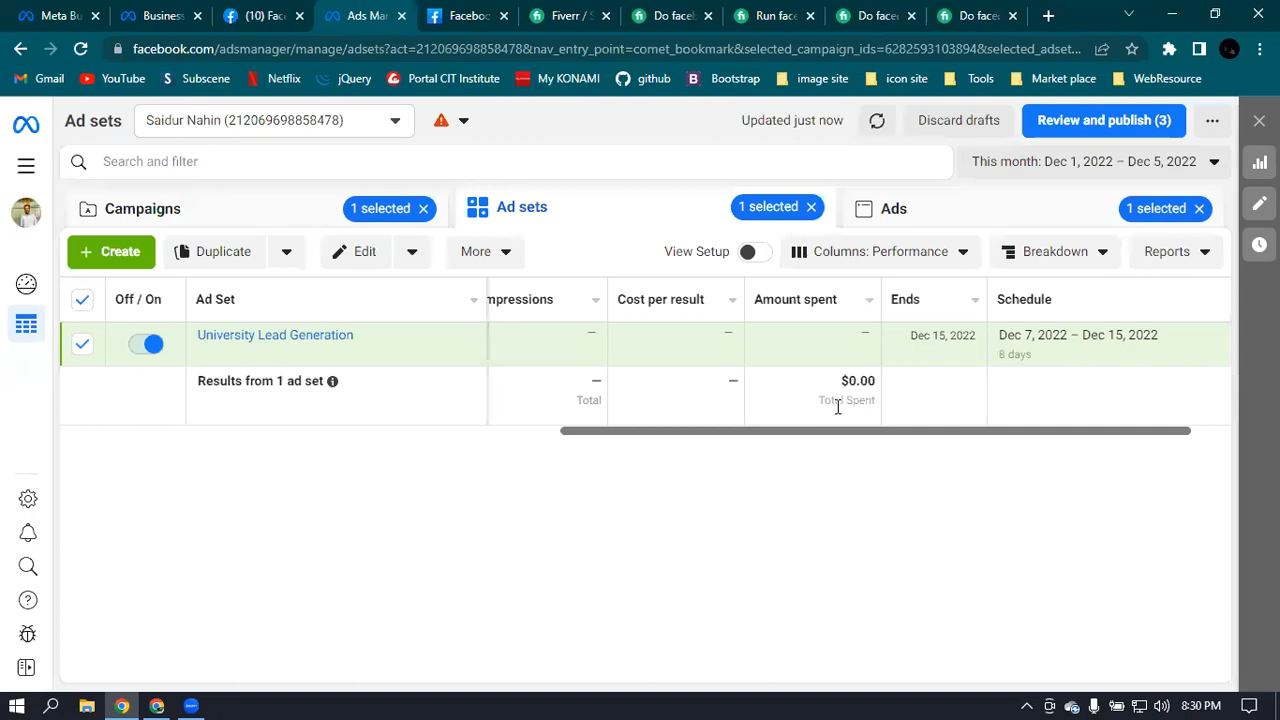 Meta Bu
Business
(10) Face
Ads Man
Faceboo
Fiverr / S
Do faceb
Run face
Do faceb
Do faceb
facebook.com/adsmanager/manage/adsets?act=212069698858478&nav_entry_point=comet_bookmark&selected_campaign_ids=6282593103894&selected_adset...
Gmail
YouTube
Subscene
Netflix
jQuery
Portal CIT Institute
My KONAMI
github
Bootstrap
image site
icon site
Tools
Market place
WebResource
Ad sets
Saidur Nahin (212069698858478)
Updated just now
Discard drafts
Review and publish (3)
Search and filter
This month: Dec 1, 2022 – Dec 5, 2022
Campaigns
1 selected
Ad sets
1 selected
Ads
1 selected
+ Create
Duplicate
Edit
More
View Setup
Columns: Performance
Breakdown
Reports
Off / On
Ad Set
mpressions
Cost per result
Amount spent
Ends
Schedule
University Lead Generation
—
—
—
Dec 15, 2022
Dec 7, 2022 – Dec 15, 2022
8 days
Results from 1 ad set
—
—
$0.00
Total
Total Spent
8:30 PM